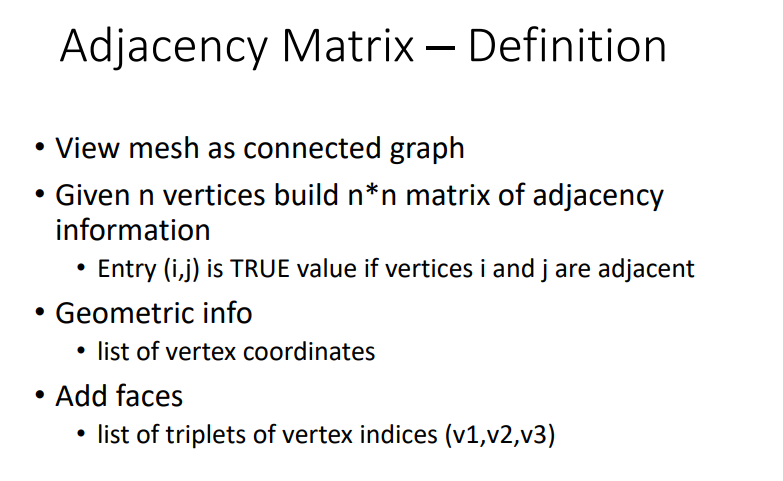 Adjacency Matrix – Definition
• View mesh as connected graph
• Given n vertices build n*n matrix of adjacency
information
• Entry (i,j) is TRUE value if vertices i and j are adjacent
• Geometric info
• list of vertex coordinates
• Add faces
• list of triplets of vertex indices (v1,v2,v3)